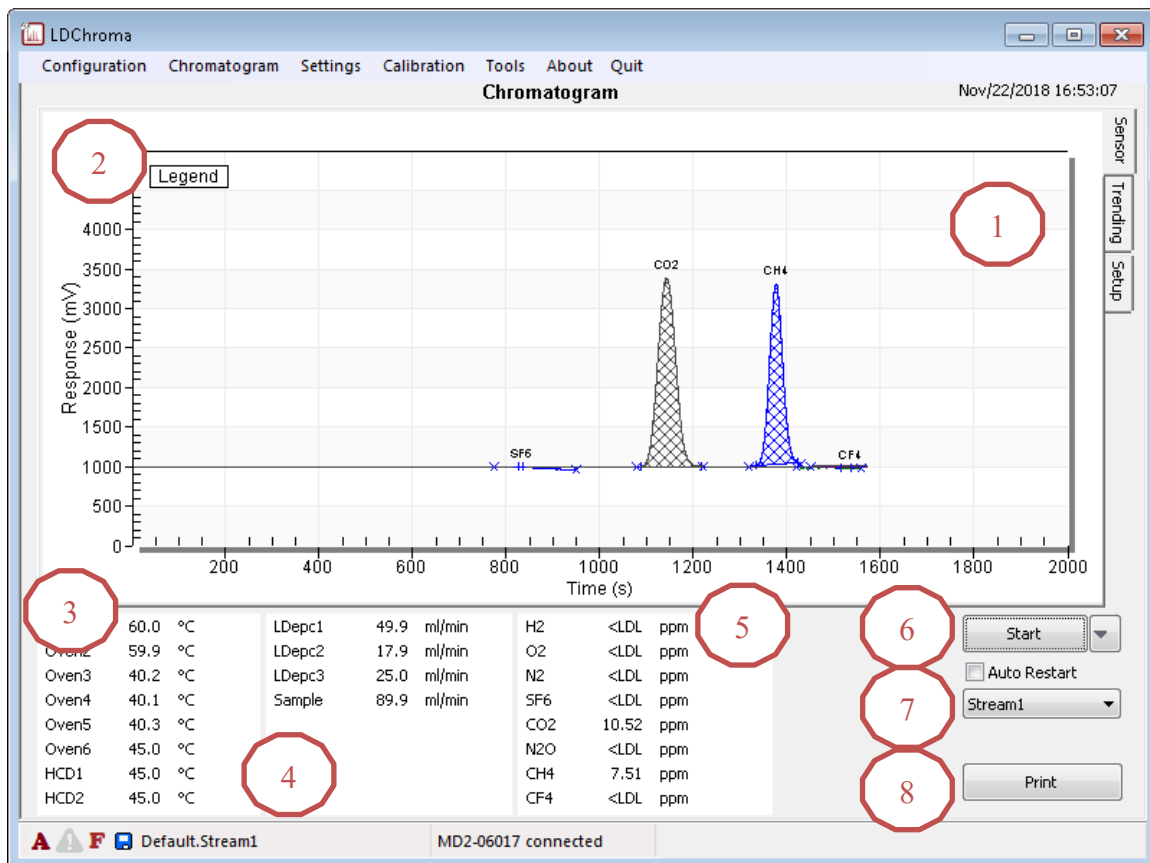 LDChroma
Configuration Chromatogram Settings Calibration Tools About Quit
Chromatogram
Nov/22/2018 16:53:07
Sensor
Trending
Setup
1
2
Legend
Response (mV)
4000
3500
3000
2500
2000
1500
1000
500
0
CO2
CH4
SF6
CF4
200 400 600 800 1000 1200 1400 1600 1800 2000
Time (s)
3
60.0 °C
Oven2 59.9 °C
Oven3 40.2 °C
Oven4 40.1 °C
Oven5 40.3 °C
Oven6 45.0 °C
HCD1 45.0 °C
HCD2 45.0 °C
LDepc1 49.9 ml/min
LDepc2 17.9 ml/min
LDepc3 25.0 ml/min
Sample 89.9 ml/min
4
H2 <LDL ppm
O2 <LDL ppm
N2 <LDL ppm
SF6 <LDL ppm
CO2 10.52 ppm
N2O <LDL ppm
CH4 7.51 ppm
CF4 <LDL ppm
5
6
Start
Auto Restart
7
Stream1
8
Print
A F Default.Stream1
MD2-06017 connected